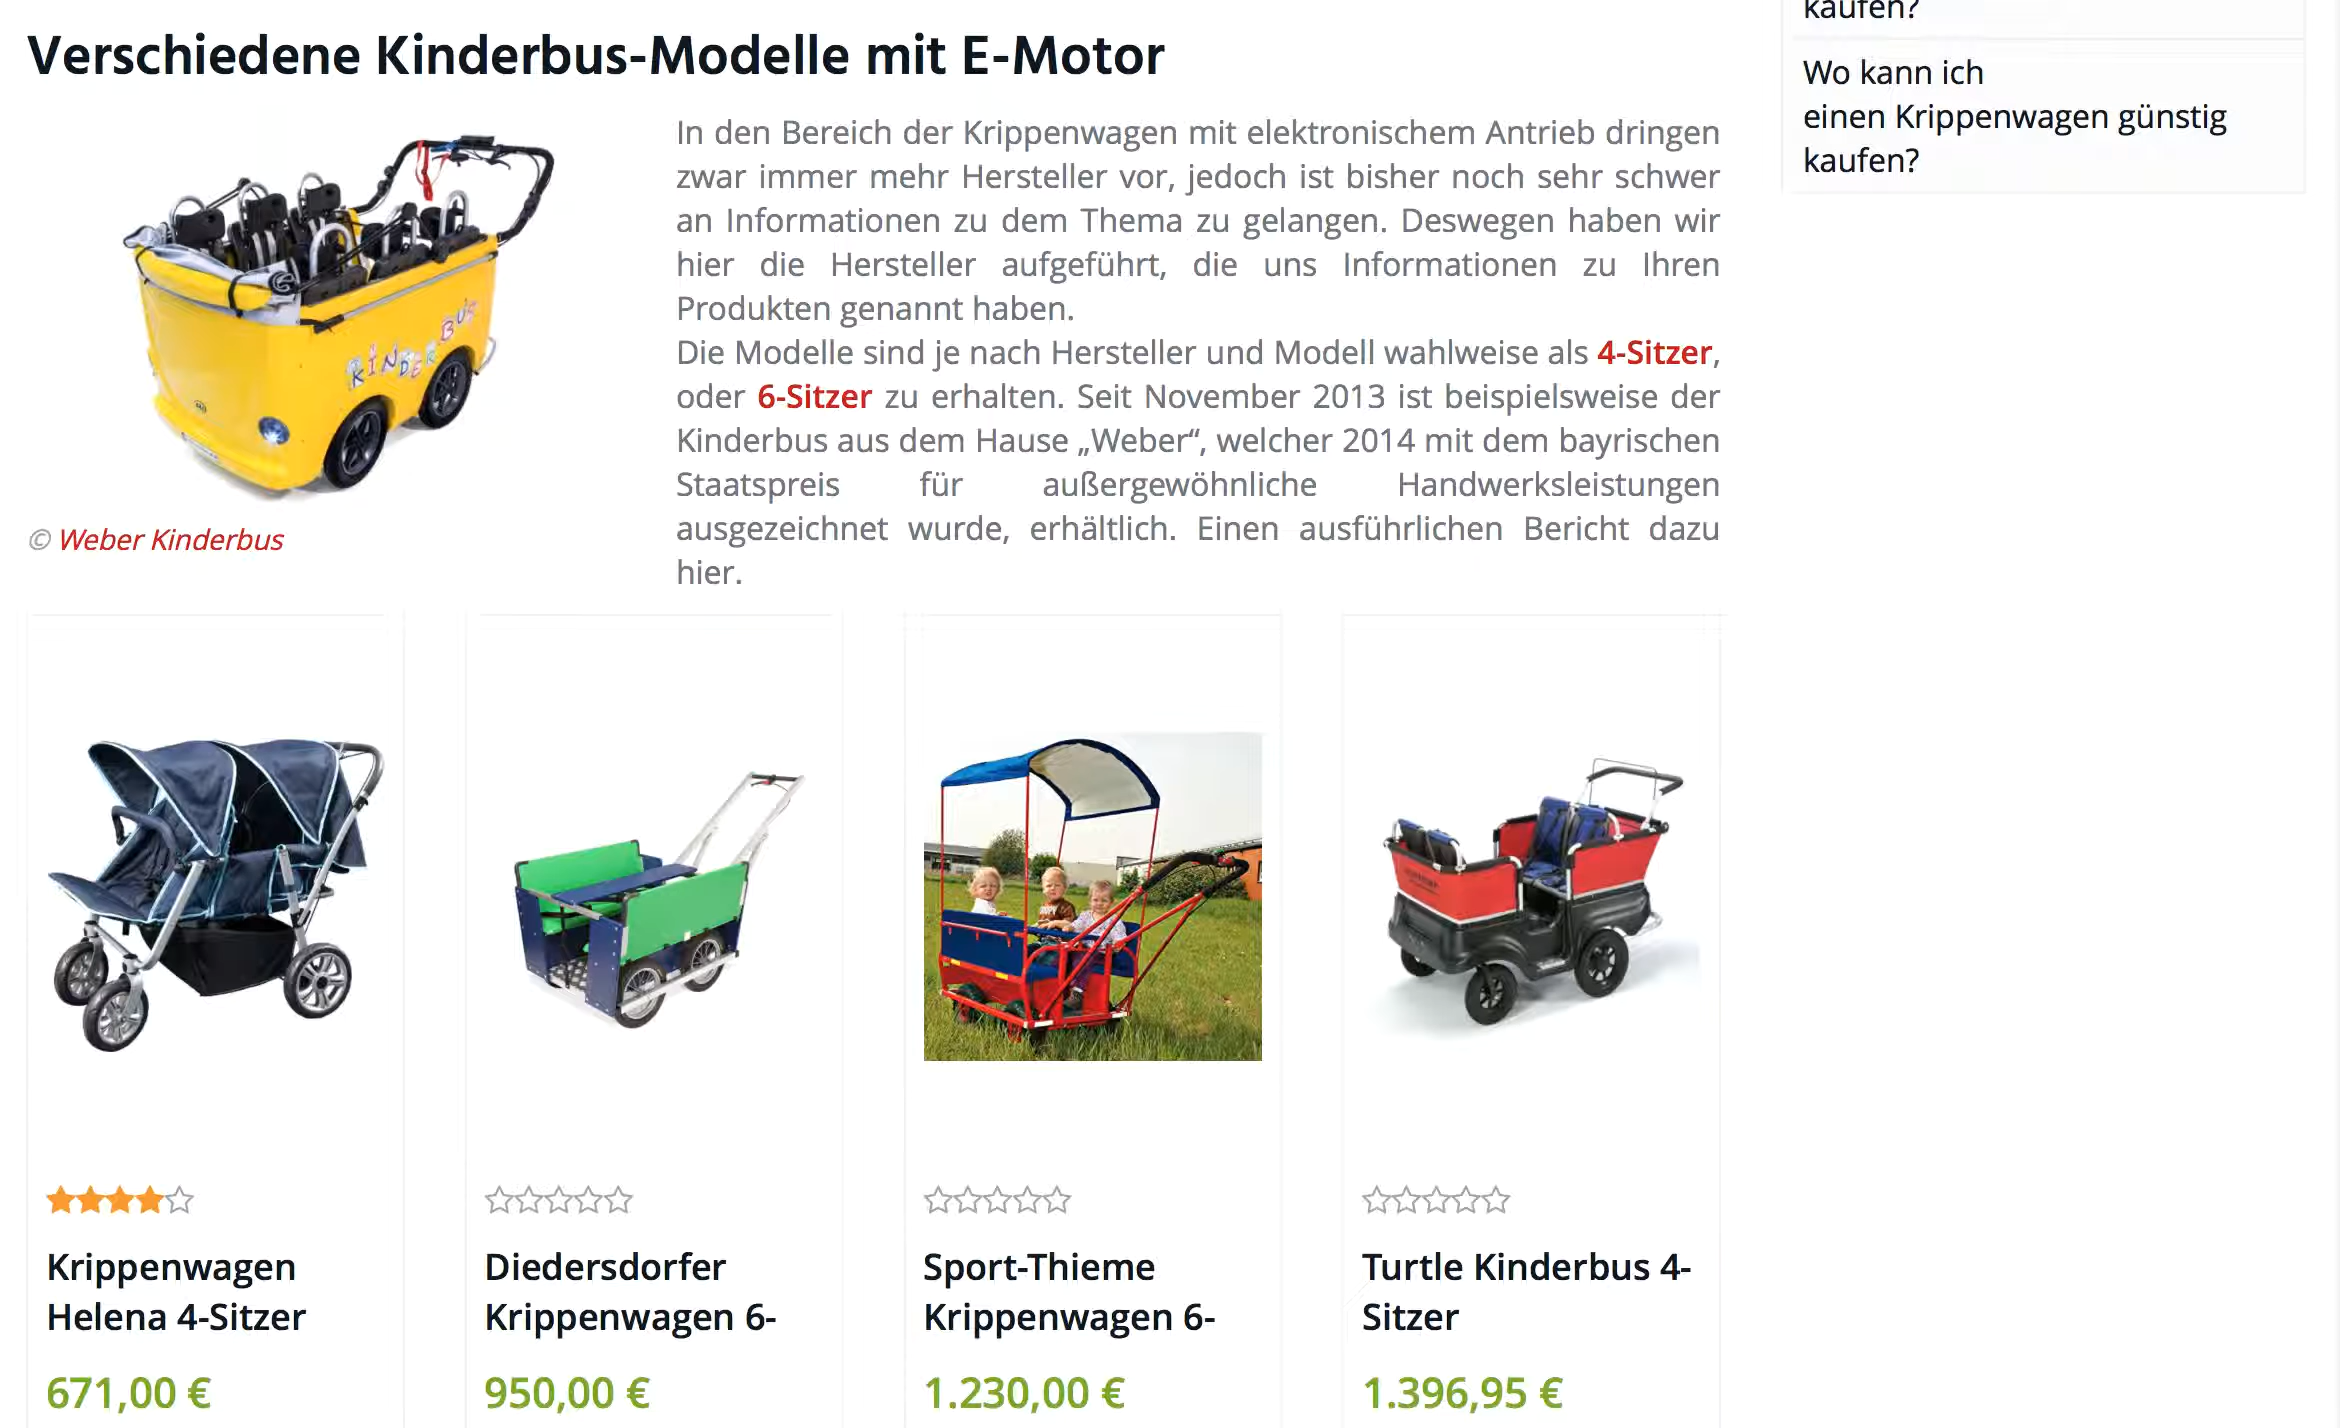 Verschiedene Kinderbus-Modelle mit E-Motor
KINDERBUS
© Weber Kinderbus
In den Bereich der Krippenwagen mit elektronischem Antrieb dringen
zwar immer mehr Hersteller vor, jedoch ist bisher noch sehr schwer
an Informationen zu dem Thema zu gelangen. Deswegen haben wir
hier die Hersteller aufgeführt, die uns Informationen zu Ihren
Produkten genannt haben.
Die Modelle sind je nach Hersteller und Modell wahlweise als 4-Sitzer,
oder 6-Sitzer zu erhalten. Seit November 2013 ist beispielsweise der
Kinderbus aus dem Hause „Weber“, welcher 2014 mit dem bayrischen
Staatspreis für außergewöhnliche Handwerksleistungen
ausgezeichnet wurde, erhältlich. Einen ausführlichen Bericht dazu
hier.
kaufen?
Wo kann ich
einen Krippenwagen günstig
kaufen?
Krippenwagen
Helena 4-Sitzer
671,00 €
Diedersdorfer
Krippenwagen 6-
950,00 €
Sport-Thieme
Krippenwagen 6-
1.230,00 €
Turtle Kinderbus 4-
Sitzer
1.396,95 €